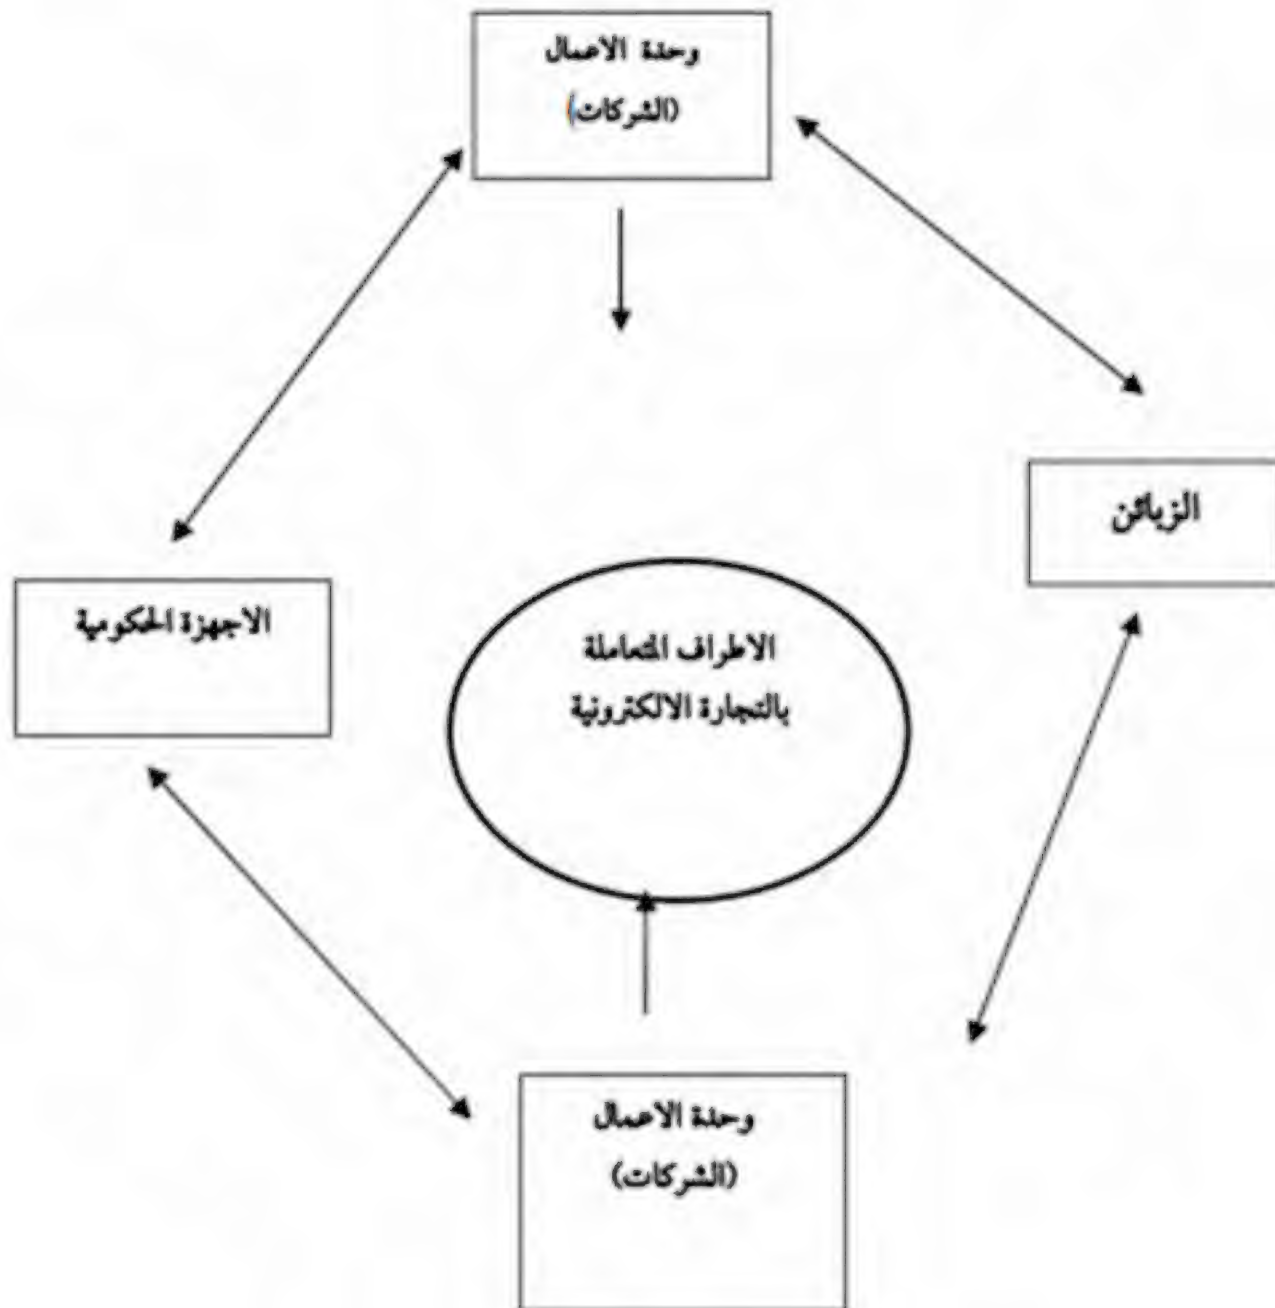 وحدة الاعمال
(الشركات)
الزبائن
الاجهزة الحكومية
الاطراف المتعاملة
بالتجارة الالكترونية
وحدة الاعمال
(الشركات)